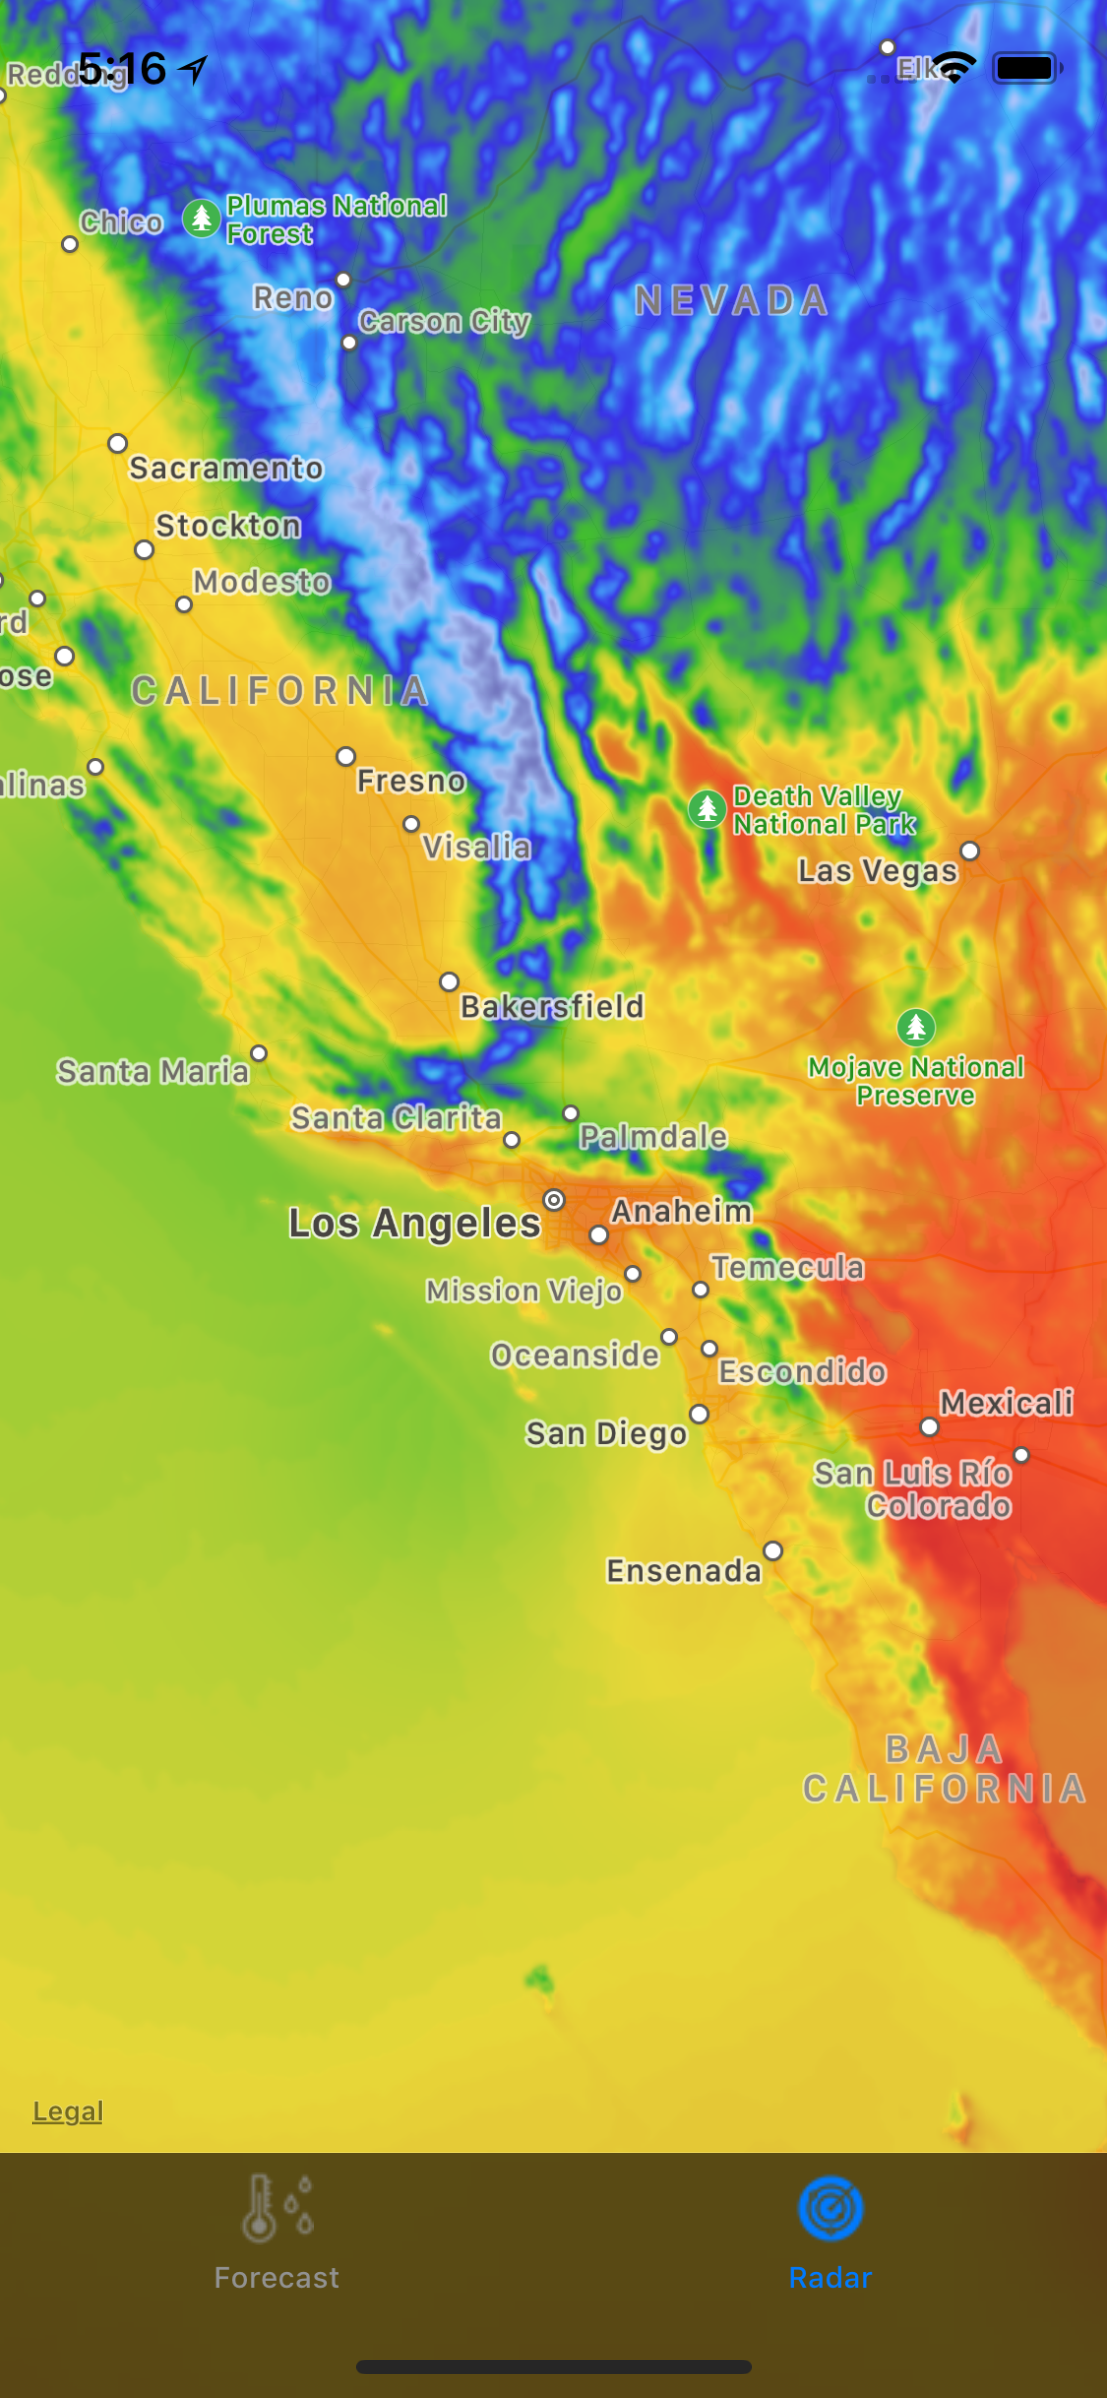 5:16
Redding
Elko
Plumas National
Forest
Chico
Reno
Carson City
NEVADA
Sacramento
Stockton
Modesto
rd
ose
CALIFORNIA
Fresno
alinas
Visalia
Death Valley
National Park
Las Vegas
Bakersfield
Santa Maria
Mojave National
Preserve
Santa Clarita
Palmdale
Los Angeles
Anaheim
Mission Viejo
Temecula
Oceanside
Escondido
San Diego
Mexicali
San Luis Río
Colorado
Ensenada
BAJA
CALIFORNIA
Legal
Forecast
Radar